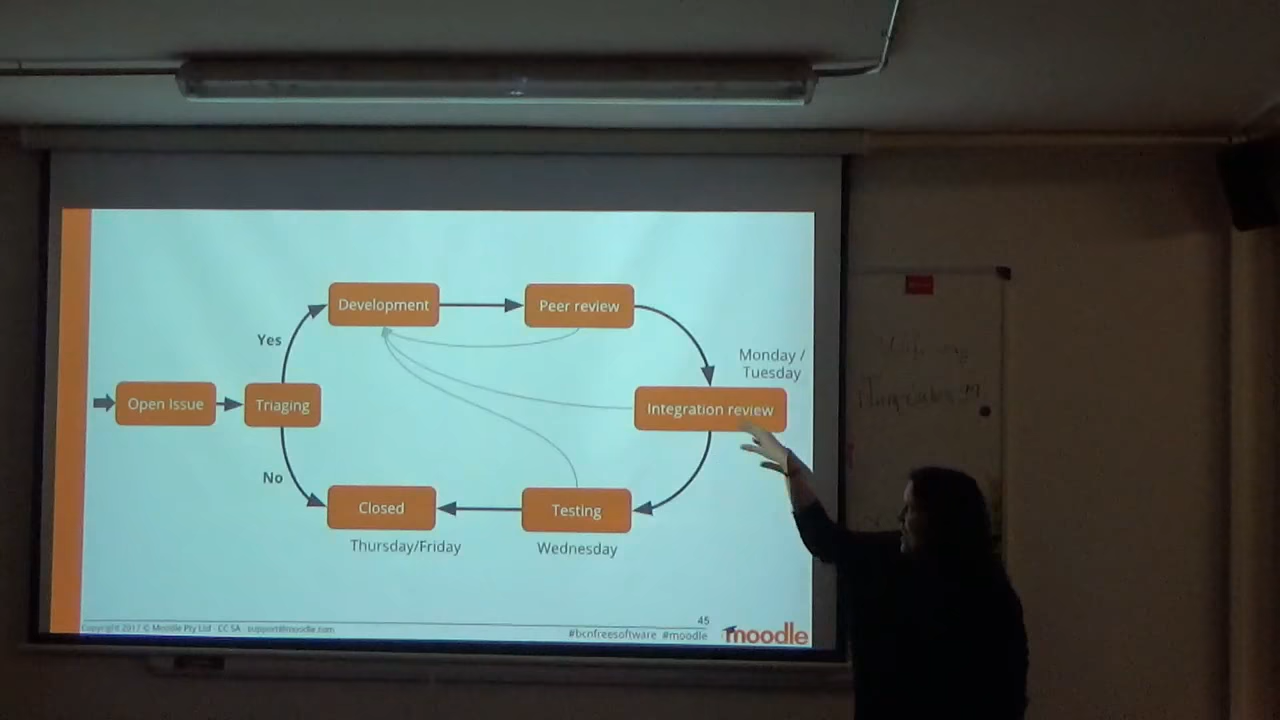 Development
Peer review
Yes
Monday /
Tuesday
Open Issue
Triaging
Integration review
No
Closed
Testing
Thursday/Friday
Wednesday
45
Copyright 2017 © Moodle Pty Ltd · CC SA · support@moodle.com
#bcnfreesoftware #moodle
moodle